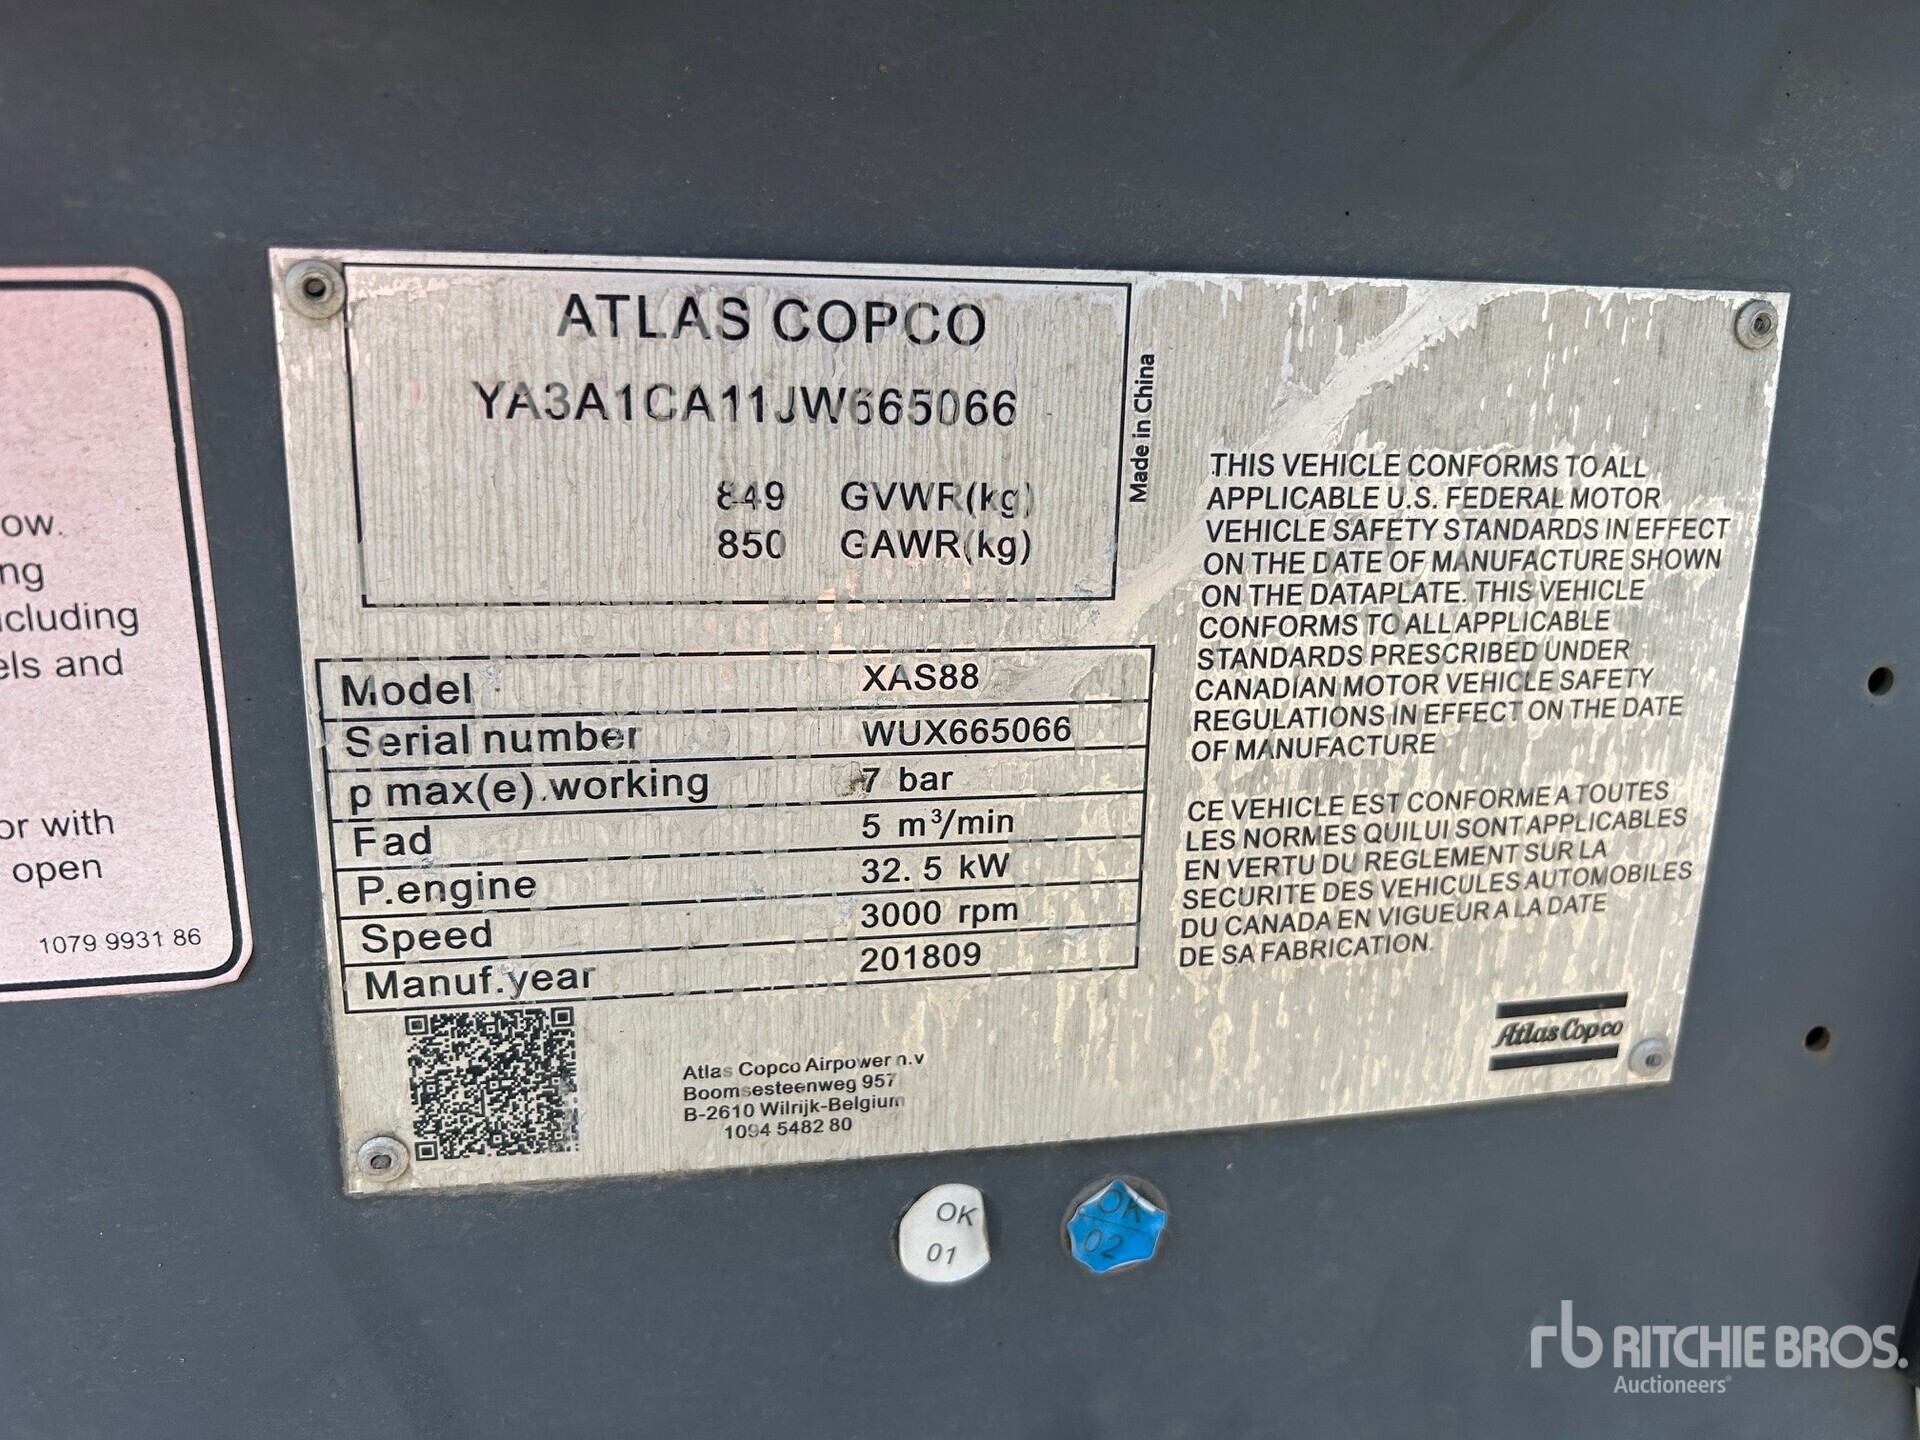 ow.
ng
cluding
els and
or with
open
1079 9931 86
ATLAS COPCO
YA3A1CA11JW665066
849 GVWR(kg)
850 GAWR(kg)
Made in China
Model XAS88
Serial number WUX665066
p max(e).working 7 bar
Fad 5 m³/min
P.engine 32.5 kW
Speed 3000 rpm
Manuf.year 201809
Atlas Copco Airpower n.v
Boomsesteenweg 957
B-2610 Wilrijk-Belgium
1094 5482 80
THIS VEHICLE CONFORMS TO ALL
APPLICABLE U.S. FEDERAL MOTOR
VEHICLE SAFETY STANDARDS IN EFFECT
ON THE DATE OF MANUFACTURE SHOWN
ON THE DATAPLATE. THIS VEHICLE
CONFORMS TO ALL APPLICABLE
STANDARDS PRESCRIBED UNDER
CANADIAN MOTOR VEHICLE SAFETY
REGULATIONS IN EFFECT ON THE DATE
OF MANUFACTURE
CE VEHICLE EST CONFORME A TOUTES
LES NORMES QUI LUI SONT APPLICABLES
EN VERTU DU REGLEMENT SUR LA
SECURITE DES VEHICULES AUTOMOBILES
DU CANADA EN VIGUEUR A LA DATE
DE SA FABRICATION.
Atlas Copco
OK
01
OK
02
rb RITCHIE BROS.
Auctioneers